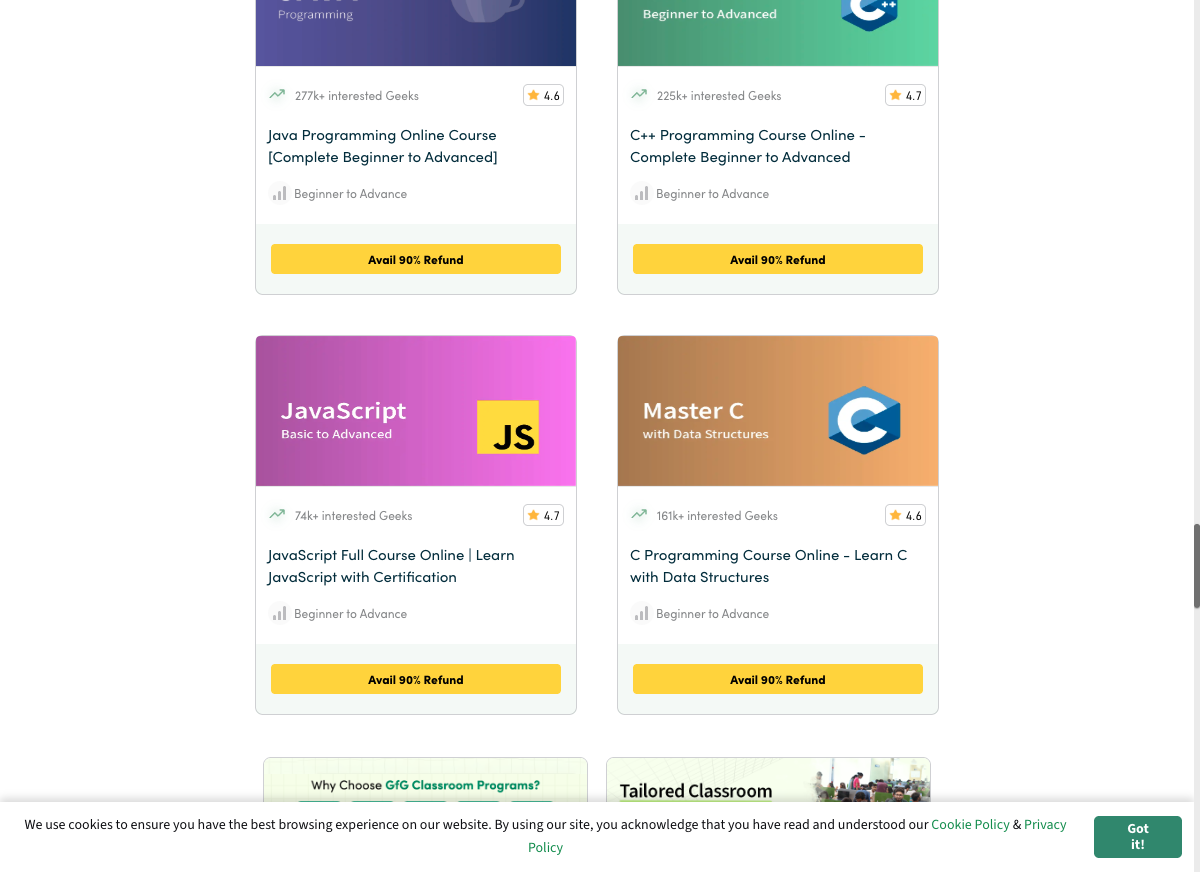 Programming
Beginner to Advanced
C++
277k+ interested Geeks
4.6
225k+ interested Geeks
4.7
Java Programming Online Course
[Complete Beginner to Advanced]
C++ Programming Course Online -
Complete Beginner to Advanced
Beginner to Advance
Beginner to Advance
Avail 90% Refund
Avail 90% Refund
JavaScript
Basic to Advanced
JS
Master C
with Data Structures
C
74k+ interested Geeks
4.7
161k+ interested Geeks
4.6
JavaScript Full Course Online | Learn
JavaScript with Certification
C Programming Course Online - Learn C
with Data Structures
Beginner to Advance
Beginner to Advance
Avail 90% Refund
Avail 90% Refund
Why Choose GfG Classroom Programs?
Tailored Classroom
We use cookies to ensure you have the best browsing experience on our website. By using our site, you acknowledge that you have read and understood our Cookie Policy & Privacy
Policy
Got
it!